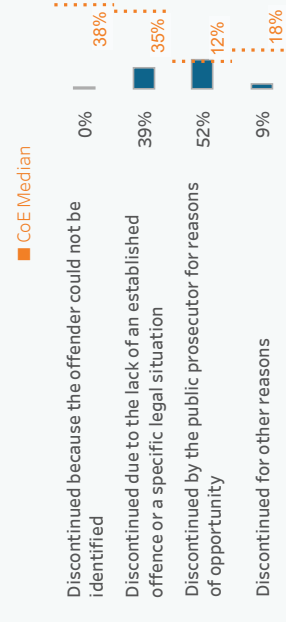 CoE Median
Discontinued because the offender could not be
identified
0%
38%
Discontinued due to the lack of an established
offence or a specific legal situation
39%
35%
Discontinued by the public prosecutor for reasons
of opportunity
52%
12%
Discontinued for other reasons
9%
18%